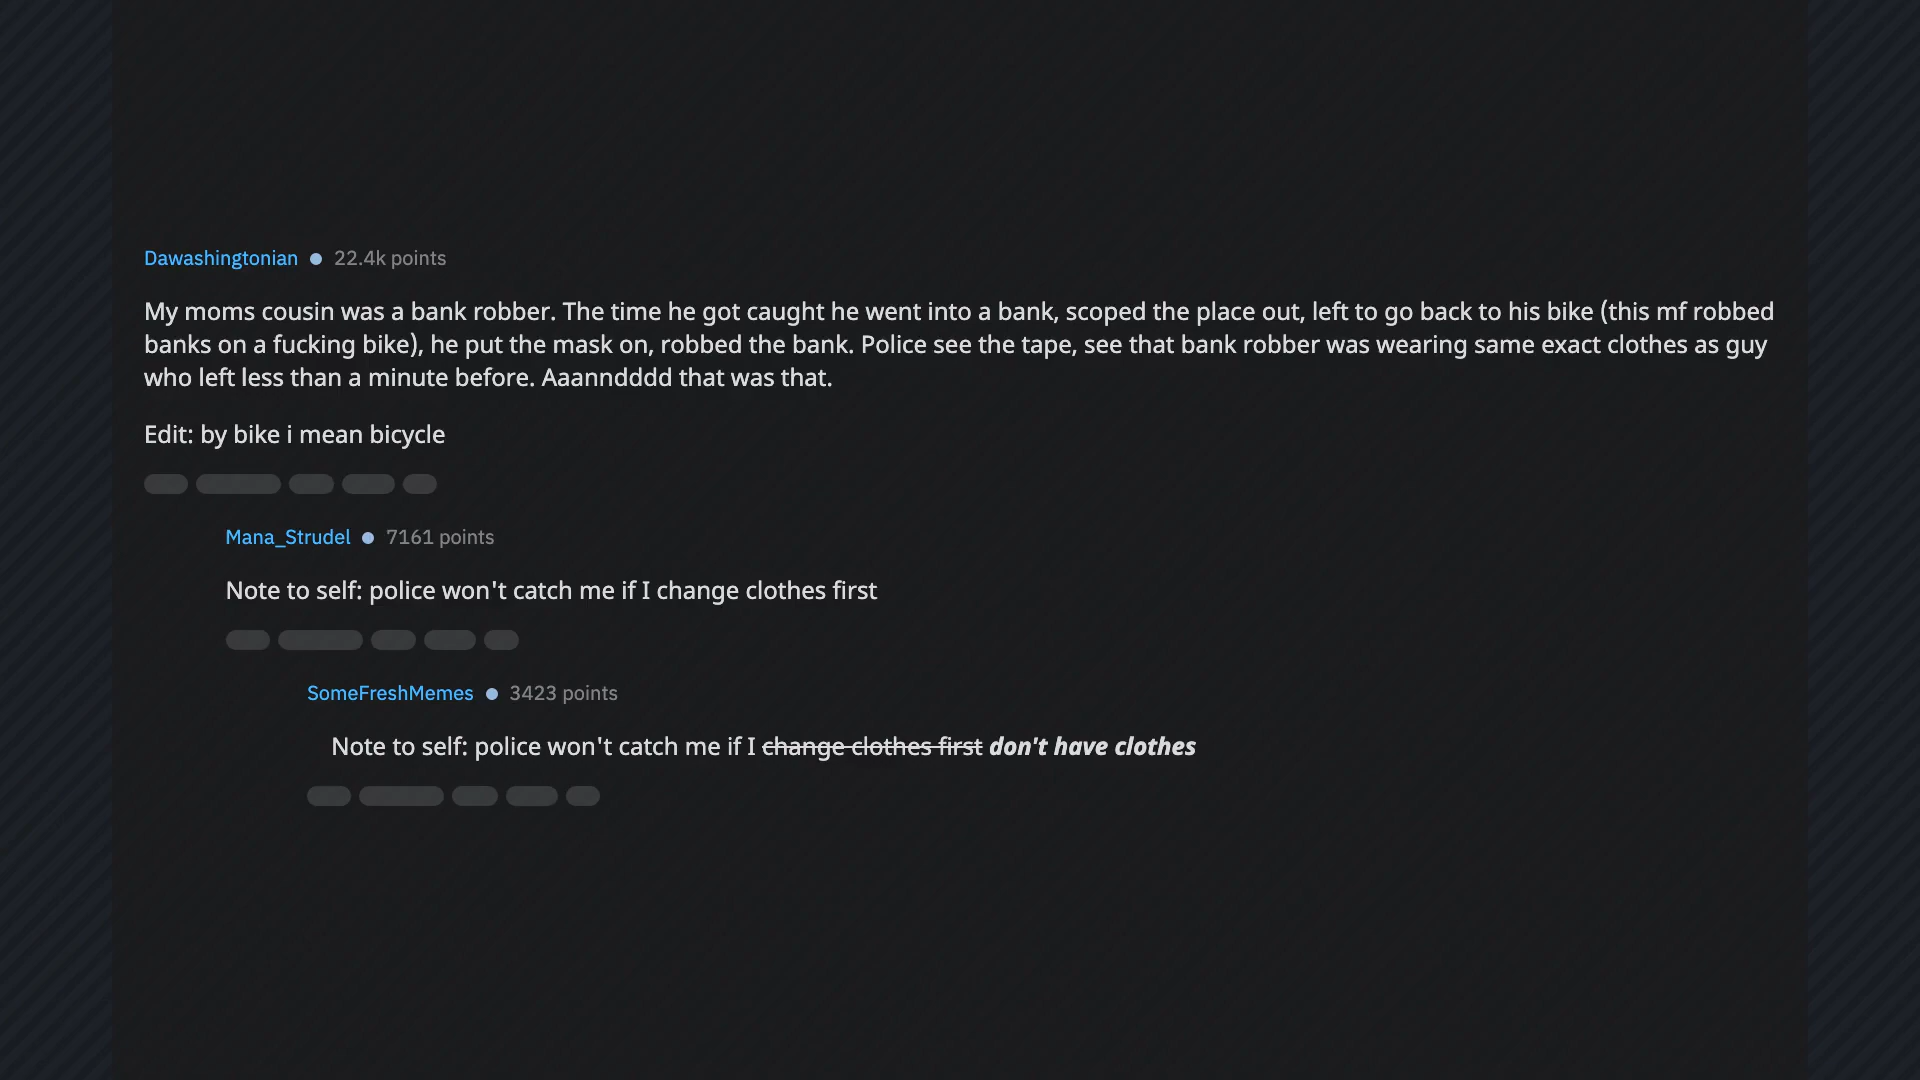 Dawashingtonian ● 22.4k points
My moms cousin was a bank robber. The time he got caught he went into a bank, scoped the place out, left to go back to his bike (this mf robbed
banks on a fucking bike), he put the mask on, robbed the bank. Police see the tape, see that bank robber was wearing same exact clothes as guy
who left less than a minute before. Aaanndddd that was that.
Edit: by bike i mean bicycle
Mana_Strudel ● 7161 points
Note to self: police won't catch me if I change clothes first
SomeFreshMemes ● 3423 points
Note to self: police won't catch me if I change clothes first don't have clothes